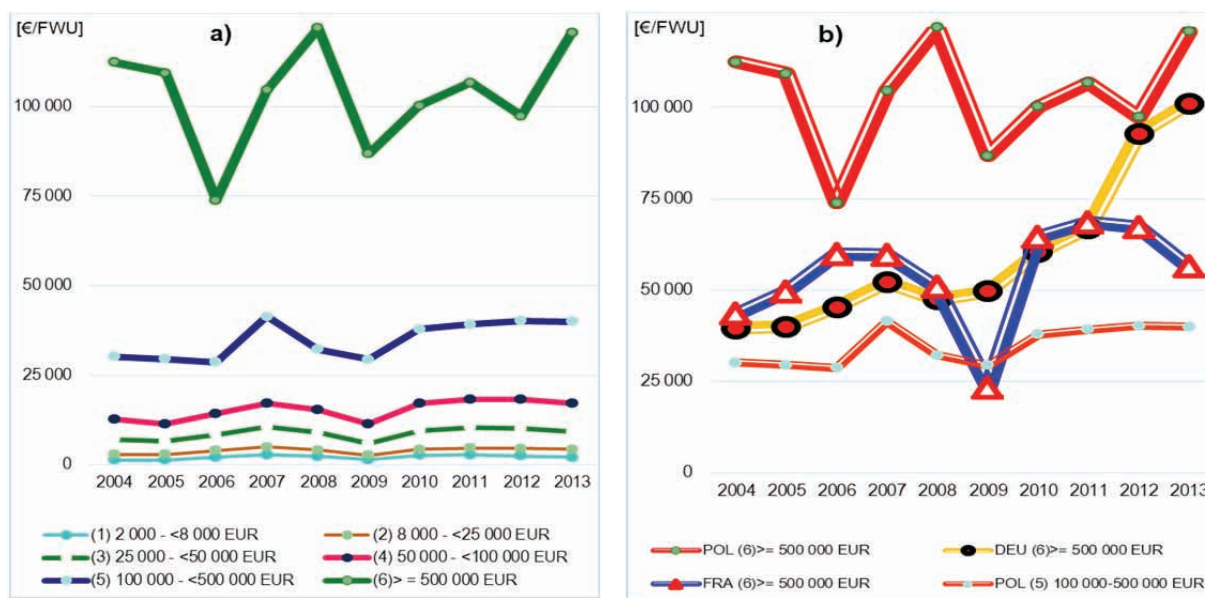 [€/FWU]
a)
100 000
75 000
50 000
25 000
0
2004 2005 2006 2007 2008 2009 2010 2011 2012 2013
(1) 2 000 - <8 000 EUR
(2) 8 000 - <25 000 EUR
(3) 25 000 - <50 000 EUR
(4) 50 000 - <100 000 EUR
(5) 100 000 - <500 000 EUR
(6)> = 500 000 EUR
[€/FWU]
b)
100 000
75 000
50 000
25 000
0
2004 2005 2006 2007 2008 2009 2010 2011 2012 2013
POL (6)>= 500 000 EUR
DEU (6)>= 500 000 EUR
FRA (6)>= 500 000 EUR
POL (5) 100 000-500 000 EUR